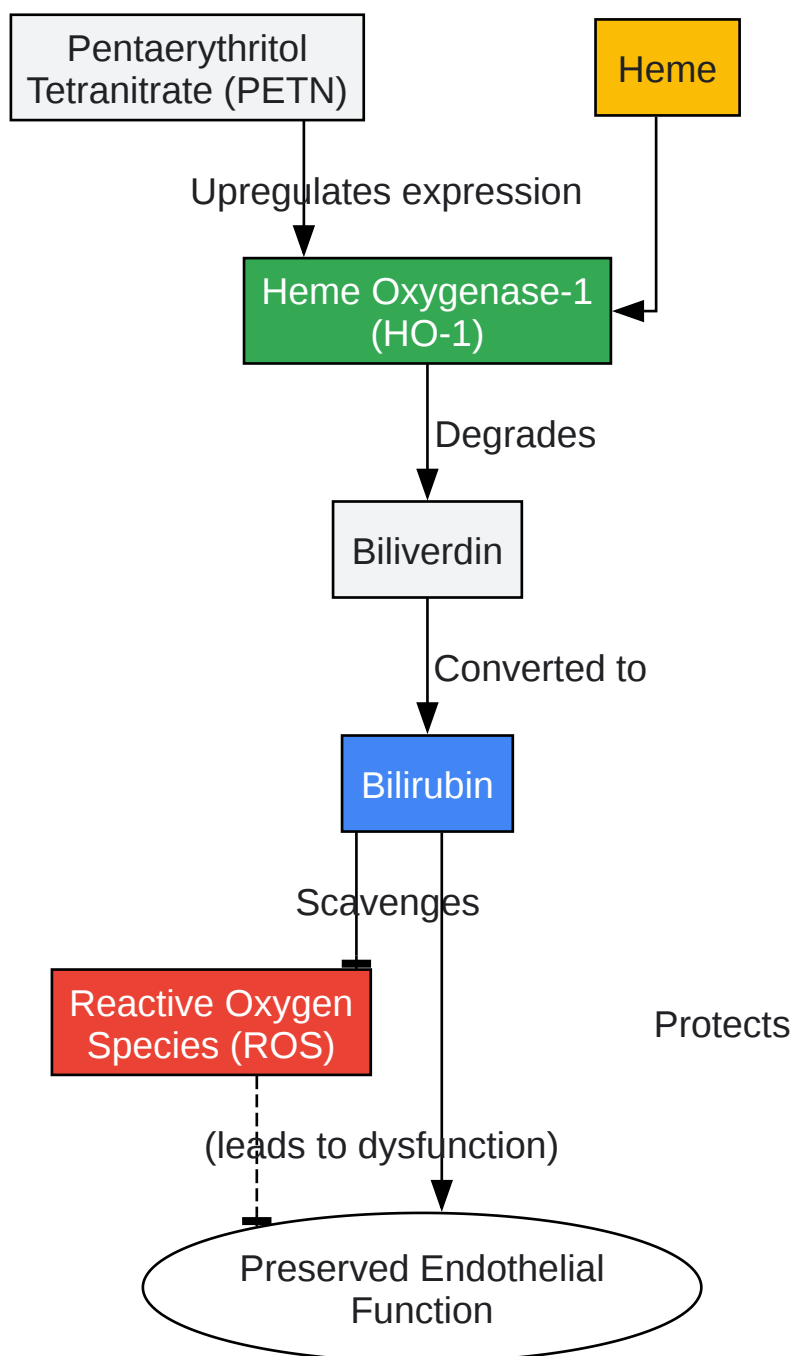 Pentaerythritol
Tetranitrate (PETN)
Heme
Upregulates expression
Heme Oxygenase-1
(HO-1)
Degrades
Biliverdin
Converted to
Bilirubin
Scavenges
Reactive Oxygen
Species (ROS)
Protects
(leads to dysfunction)
Preserved Endothelial
Function